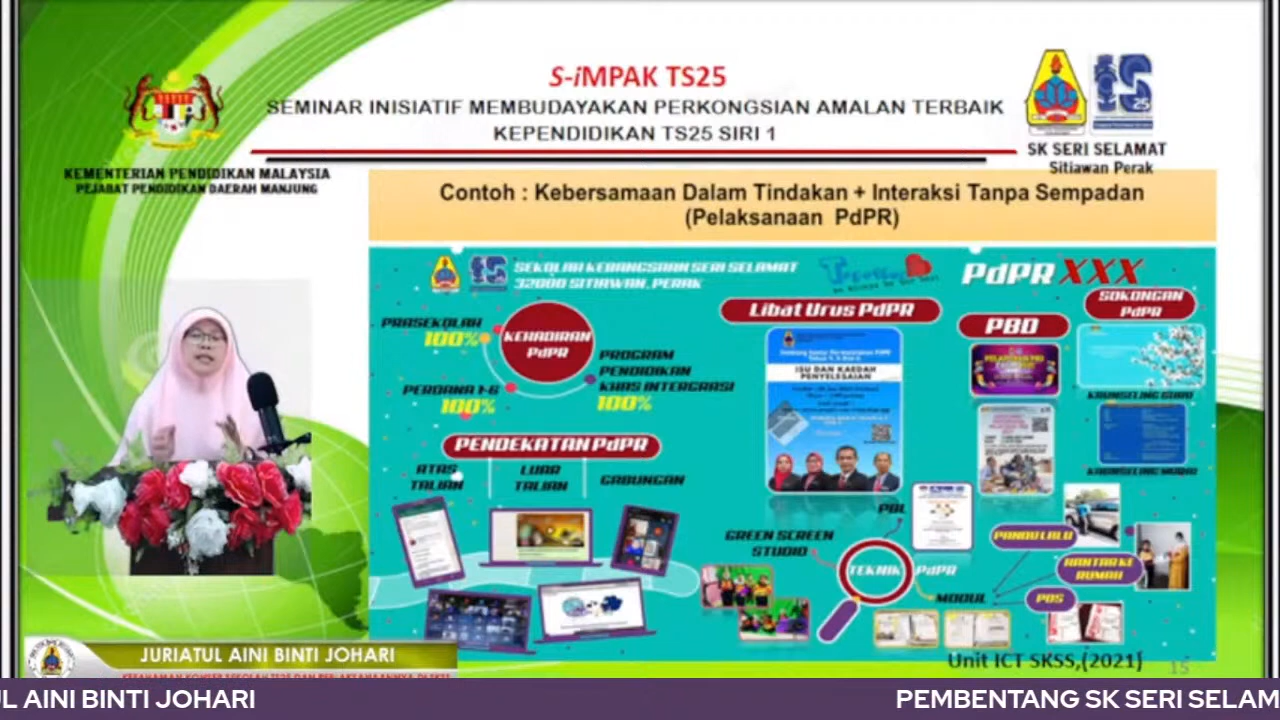 S-iMPAK TS25
SEMINAR INISIATIF MEMBUDAYAKAN PERKONGSIAN AMALAN TERBAIK
KEPENDIDIKAN TS25 SIRI 1
KEMENTERIAN PENDIDIKAN MALAYSIA
PEJABAT PENDIDIKAN DAERAH MANJUNG
SK SERI SELAMAT
Sitiawan Perak
Contoh : Kebersamaan Dalam Tindakan + Interaksi Tanpa Sempadan
(Pelaksanaan PdPR)
SEKOLAH KEBANGSAAN SERI SELAMAT
32000 SITIAWAN, PERAK
PdPR XXX
KEHADIRAN
PdPR
PRASEKOLAH
100%
PERDANA 1-6
100%
PROGRAM
PENDIDIKAN
KHAS INTERGRASI
100%
PENDEKATAN PdPR
ATAS
TALIAN
LUAR
TALIAN
GABUNGAN
Libat Urus PdPR
ISU DAN KAEDAH
PENYELESAIAN
PBD
SOKONGAN
PdPR
KAUNSELING GURU
KAUNSELING MURID
GREEN SCREEN
STUDIO
PBL
TEKNIK PdPR
MODUL
PANDU LALU
HANTAR KE
RUMAH
POS
Unit ICT SKSS,(2021)
15
JURIATUL AINI BINTI JOHARI
UL AINI BINTI JOHARI
PEMBENTANG SK SERI SELAM